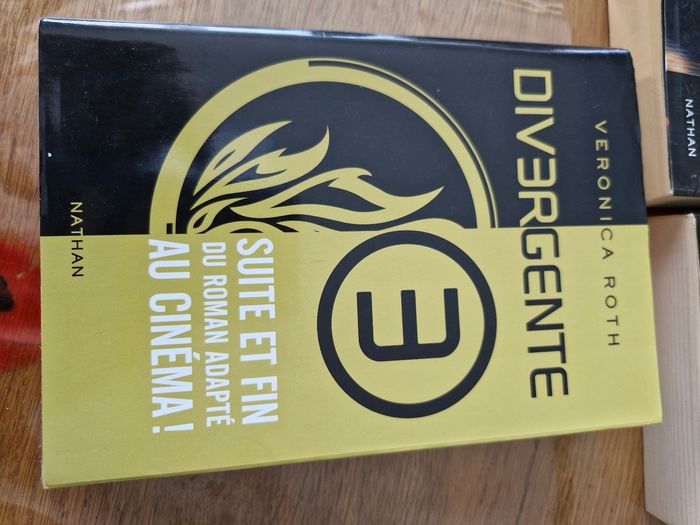 VERONICA ROTH
DIV3RGENTE
3
SUITE ET FIN
DU ROMAN ADAPTÉ
AU CINÉMA !
NATHAN
NATHAN